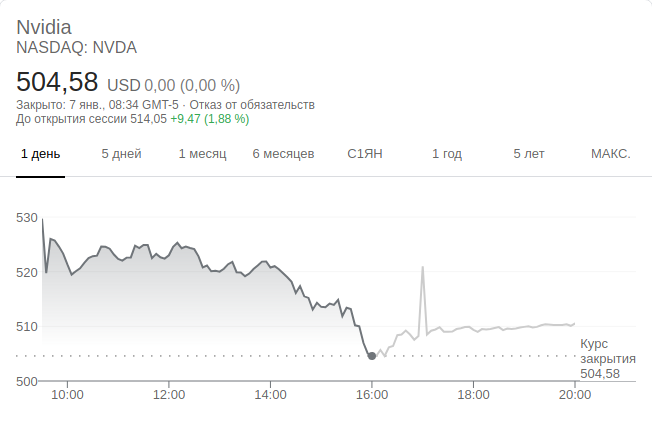 Nvidia
NASDAQ: NVDA
504,58 USD 0,00 (0,00 %)
Закрыто: 7 янв., 08:34 GMT-5 · Отказ от обязательств
До открытия сессии 514,05 +9,47 (1,88 %)
1 день 5 дней 1 месяц 6 месяцев С1ЯН 1 год 5 лет МАКС.
530
520
510
Курс
закрытия
504,58
500
10:00 12:00 14:00 16:00 18:00 20:00